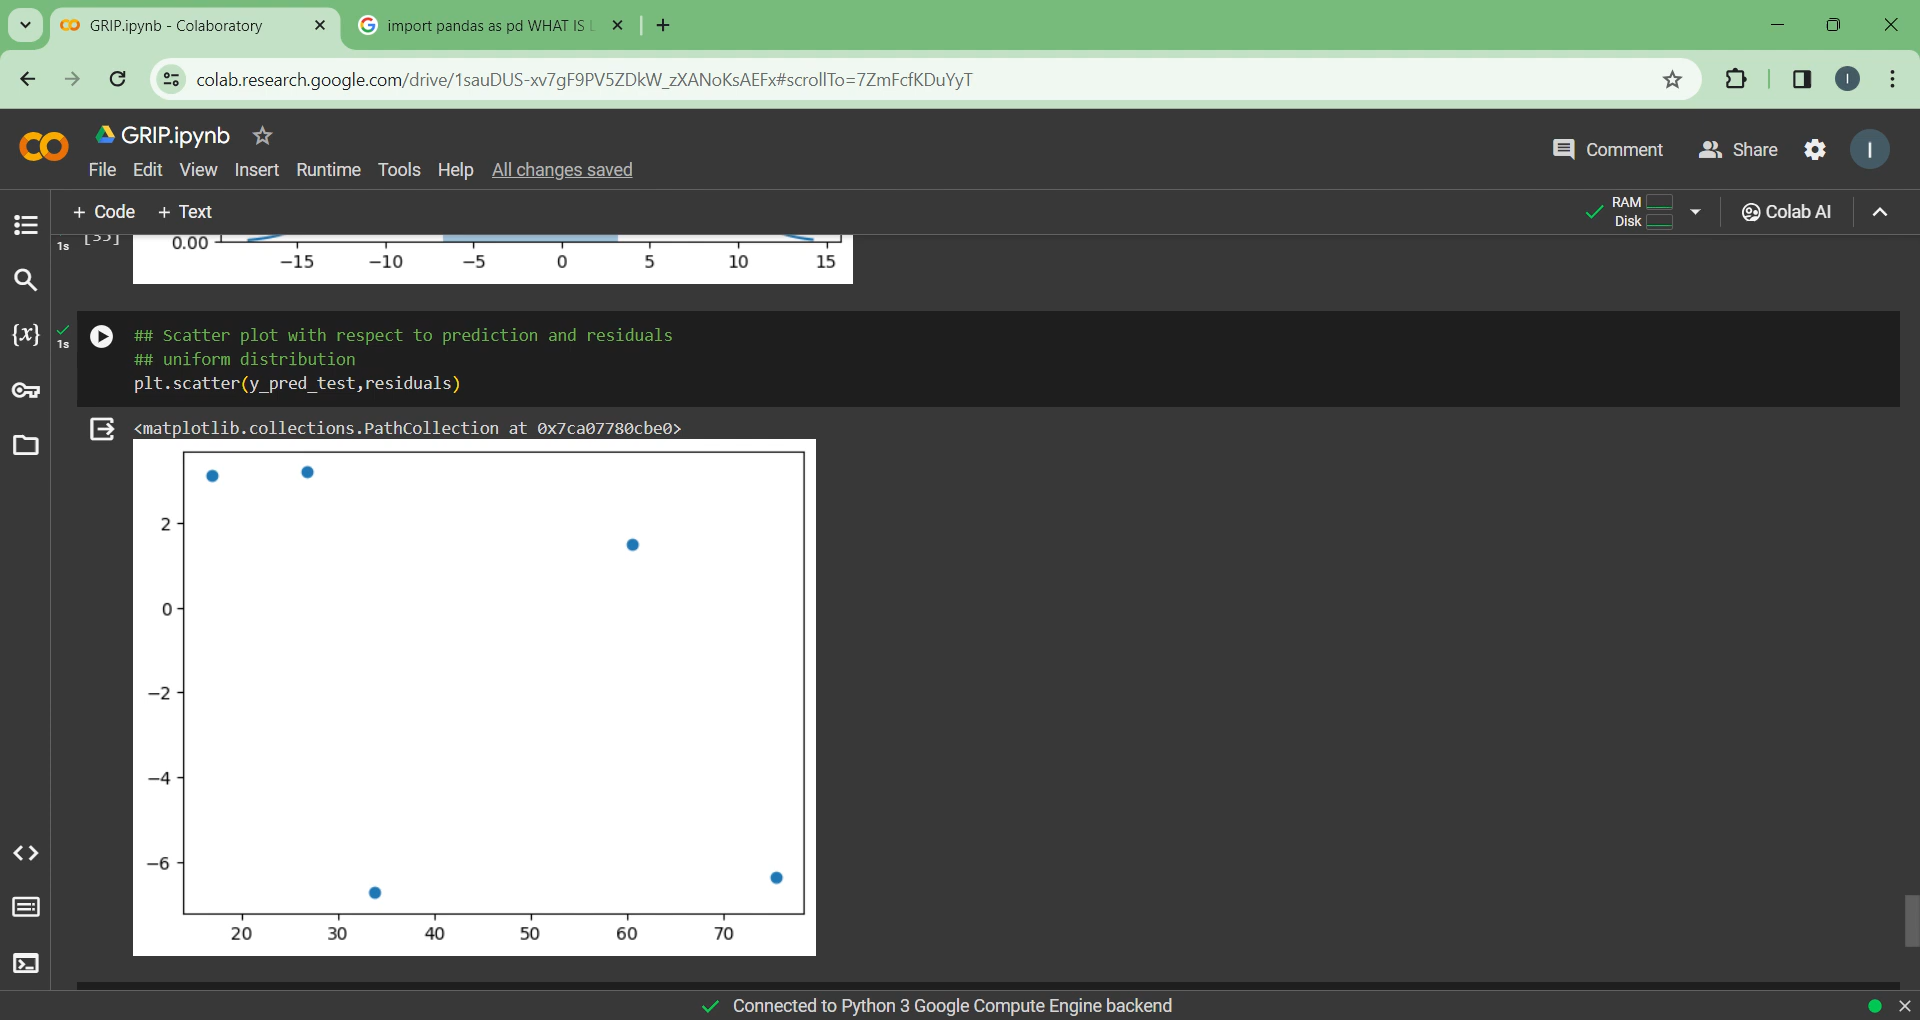 GRIP.ipynb - Colaboratory
import pandas as pd WHAT IS
colab.research.google.com/drive/1sauDUS-xv7gF9PV5ZDkW_zXANoKsAEFx#scrollTo=7ZmFcfKDuYyT
GRIP.ipynb
File Edit View Insert Runtime Tools Help All changes saved
Comment Share I
+ Code + Text
RAM
Disk
Colab AI
1s
[35]
0.00
−15 −10 −5 0 5 10 15
{x}
1s
## Scatter plot with respect to prediction and residuals
## uniform distribution
plt.scatter(y_pred_test,residuals)
<matplotlib.collections.PathCollection at 0x7ca07780cbe0>
2
0
−2
−4
−6
20 30 40 50 60 70
Connected to Python 3 Google Compute Engine backend